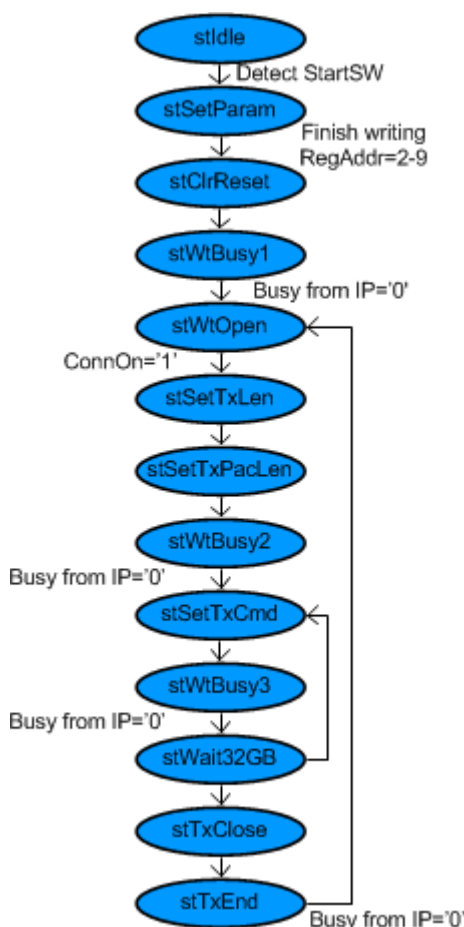 stIdle
Detect StartSW
stSetParam
Finish writing
RegAddr=2-9
stClrReset
stWtBusy1
Busy from IP='0'
stWtOpen
ConnOn='1'
stSetTxLen
stSetTxPacLen
stWtBusy2
Busy from IP='0'
stSetTxCmd
stWtBusy3
Busy from IP='0'
stWait32GB
stTxClose
stTxEnd
Busy from IP='0'